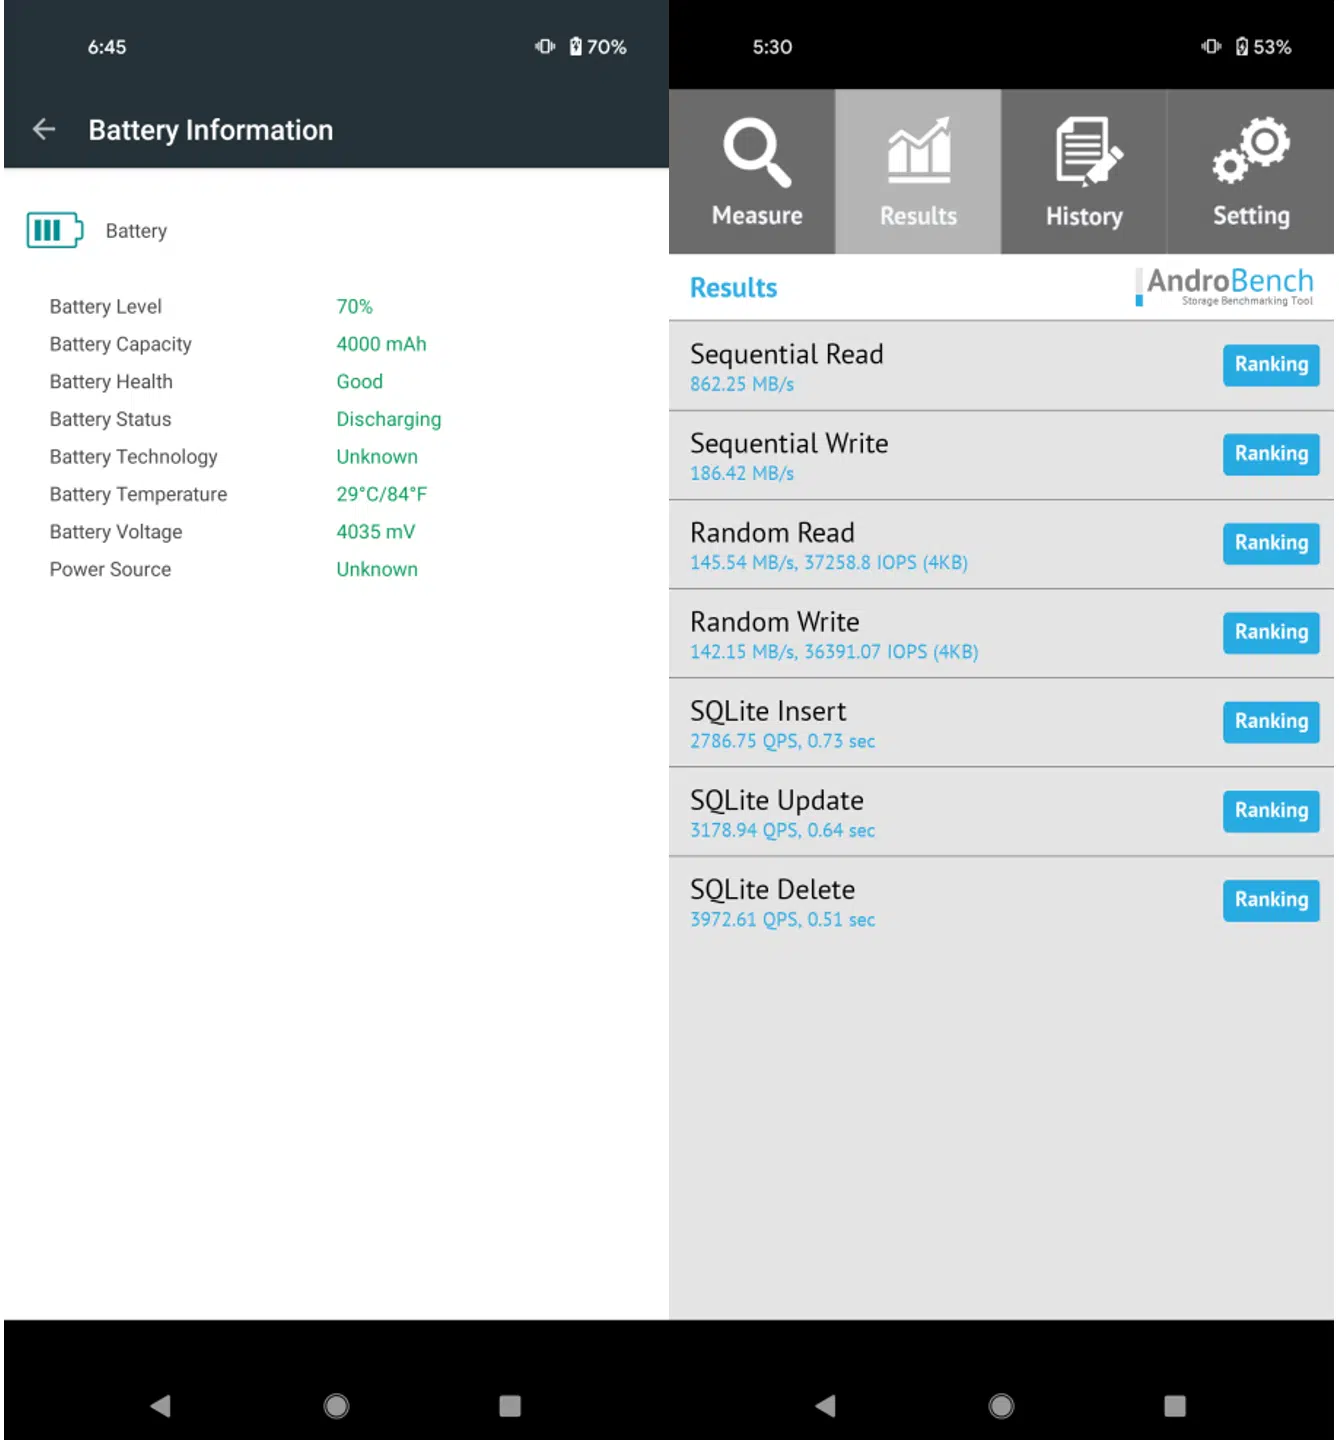 6:45
70%
Battery Information
Battery
Battery Level 70%
Battery Capacity 4000 mAh
Battery Health Good
Battery Status Discharging
Battery Technology Unknown
Battery Temperature 29°C/84°F
Battery Voltage 4035 mV
Power Source Unknown
5:30
53%
Measure Results History Setting
Results
AndroBench
Storage Benchmarking Tool
Sequential Read
862.25 MB/s
Ranking
Sequential Write
186.42 MB/s
Ranking
Random Read
145.54 MB/s, 37258.8 IOPS (4KB)
Ranking
Random Write
142.15 MB/s, 36391.07 IOPS (4KB)
Ranking
SQLite Insert
2786.75 QPS, 0.73 sec
Ranking
SQLite Update
3178.94 QPS, 0.64 sec
Ranking
SQLite Delete
3972.61 QPS, 0.51 sec
Ranking